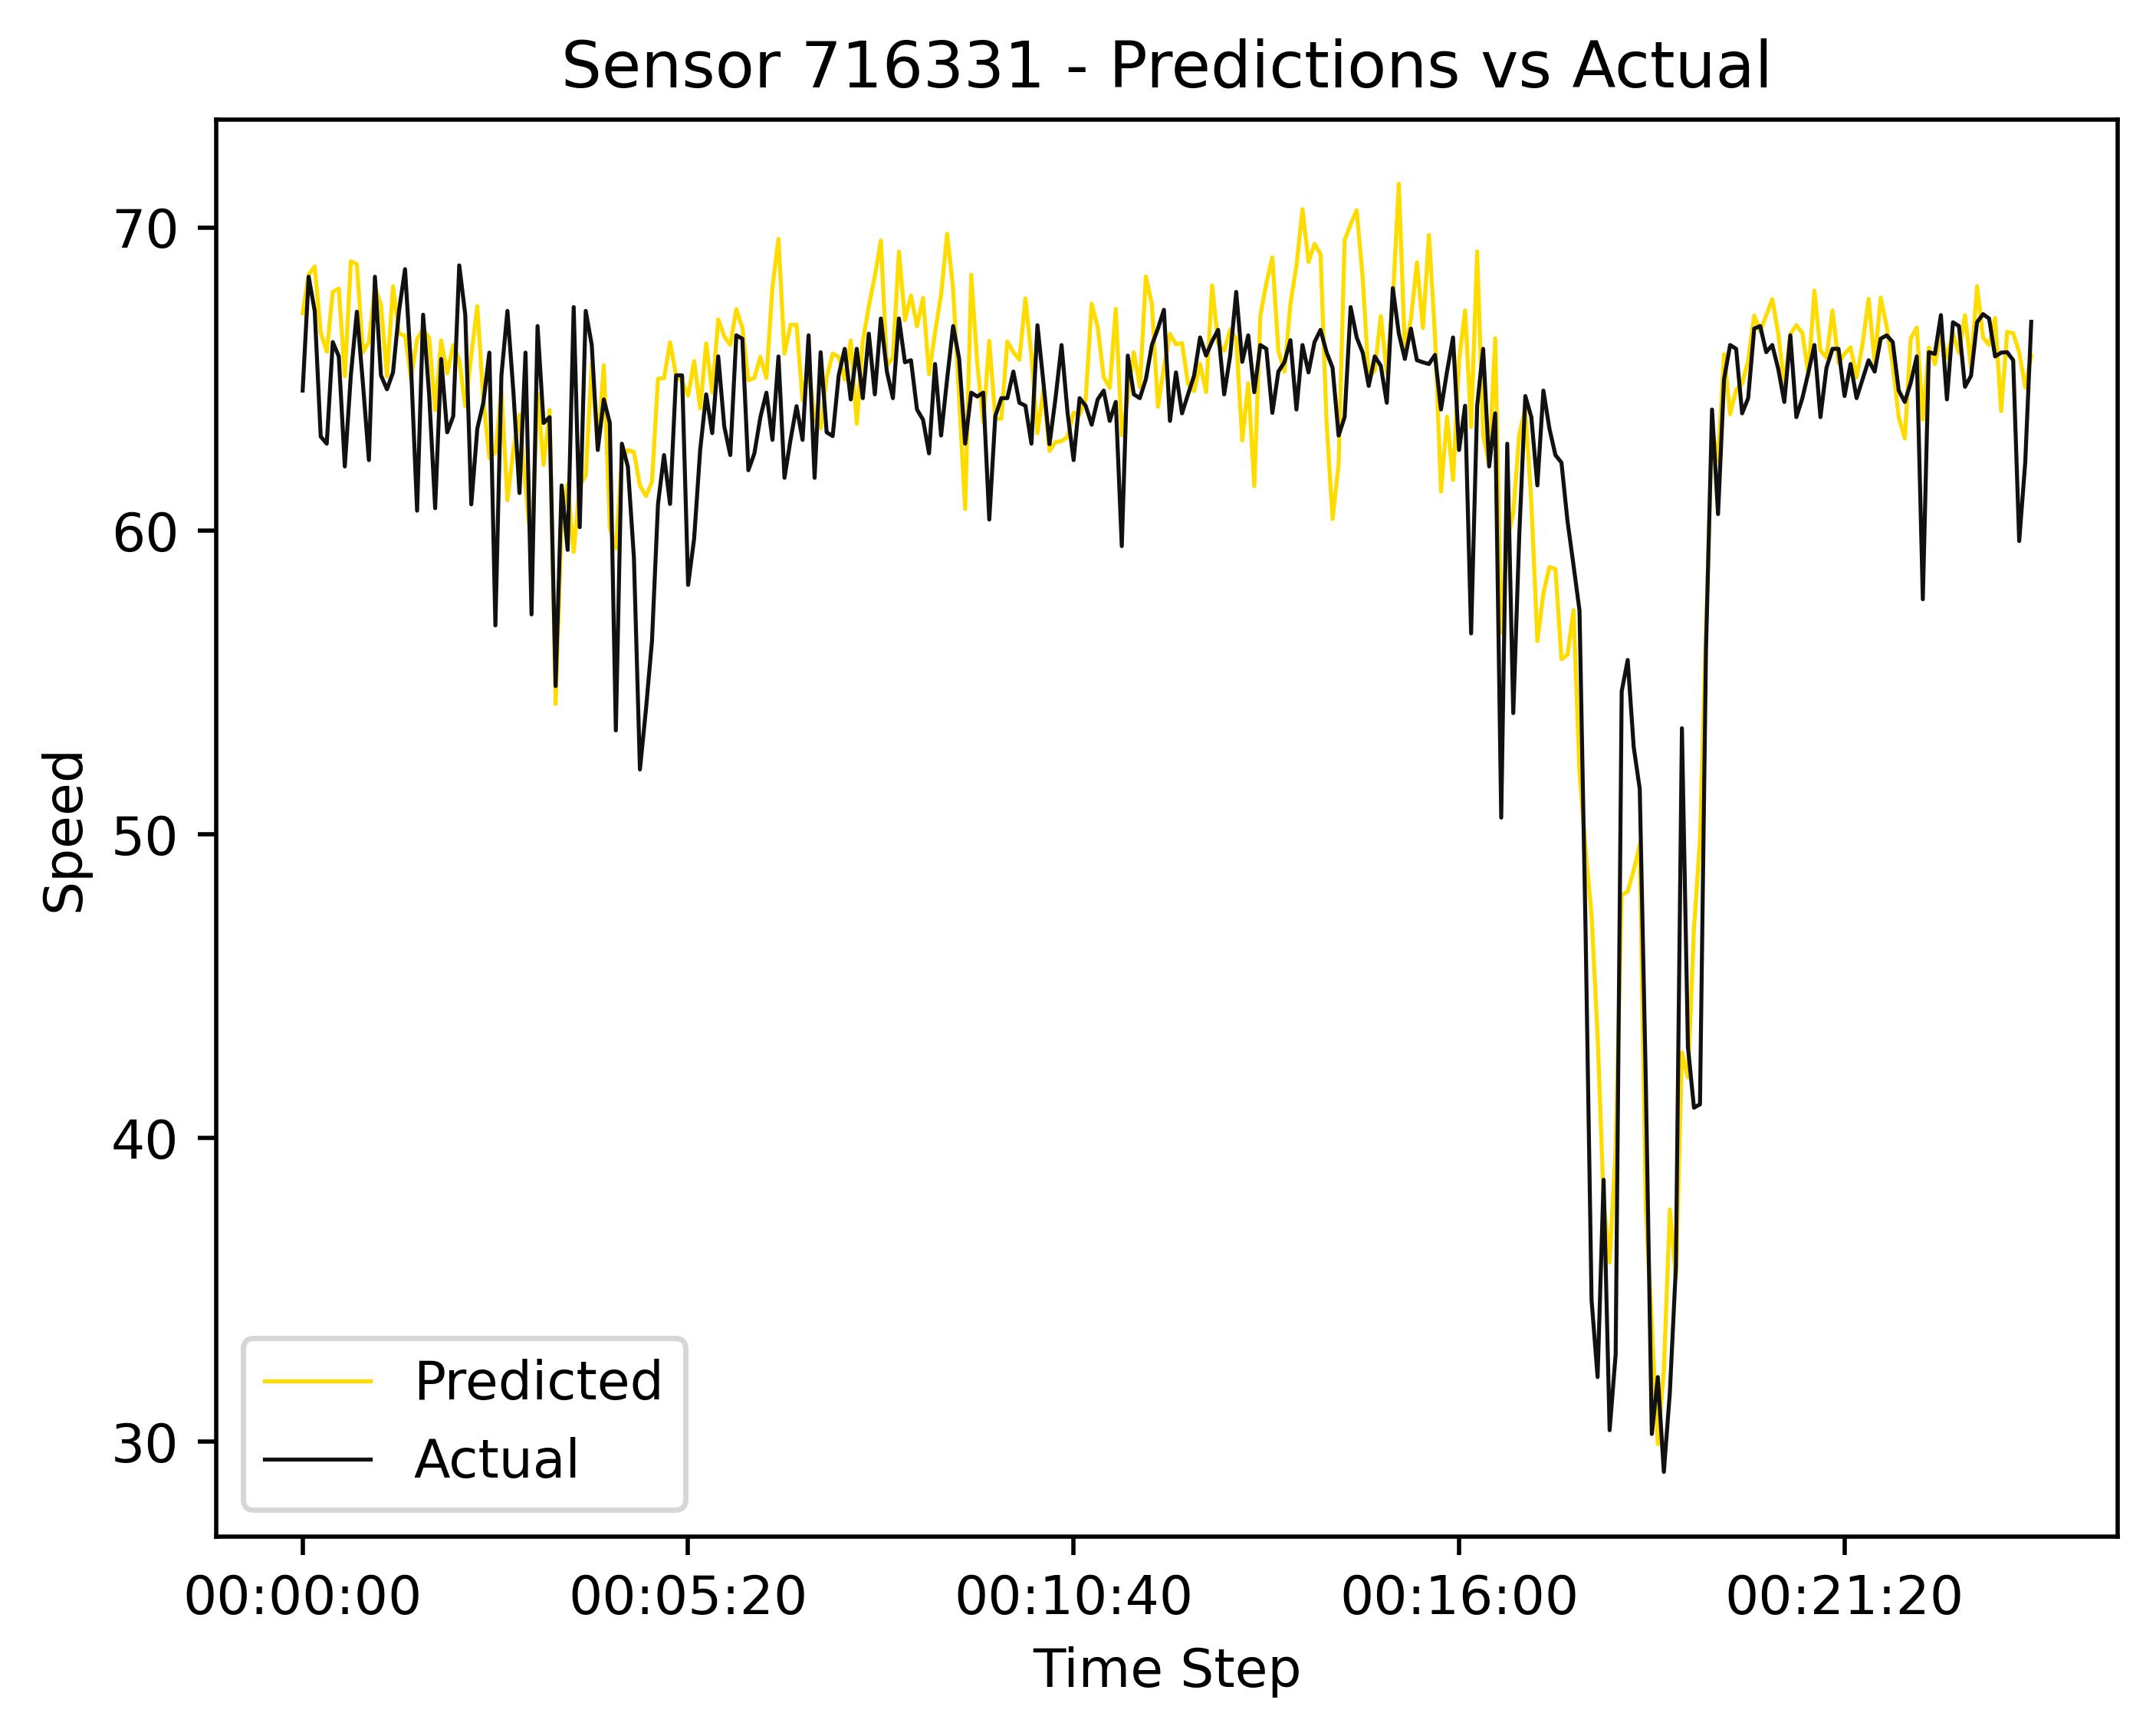 Sensor 716331 - Predictions vs Actual
70
60
50
40
30
Speed
Predicted
Actual
00:00:00 00:05:20 00:10:40 00:16:00 00:21:20
Time Step